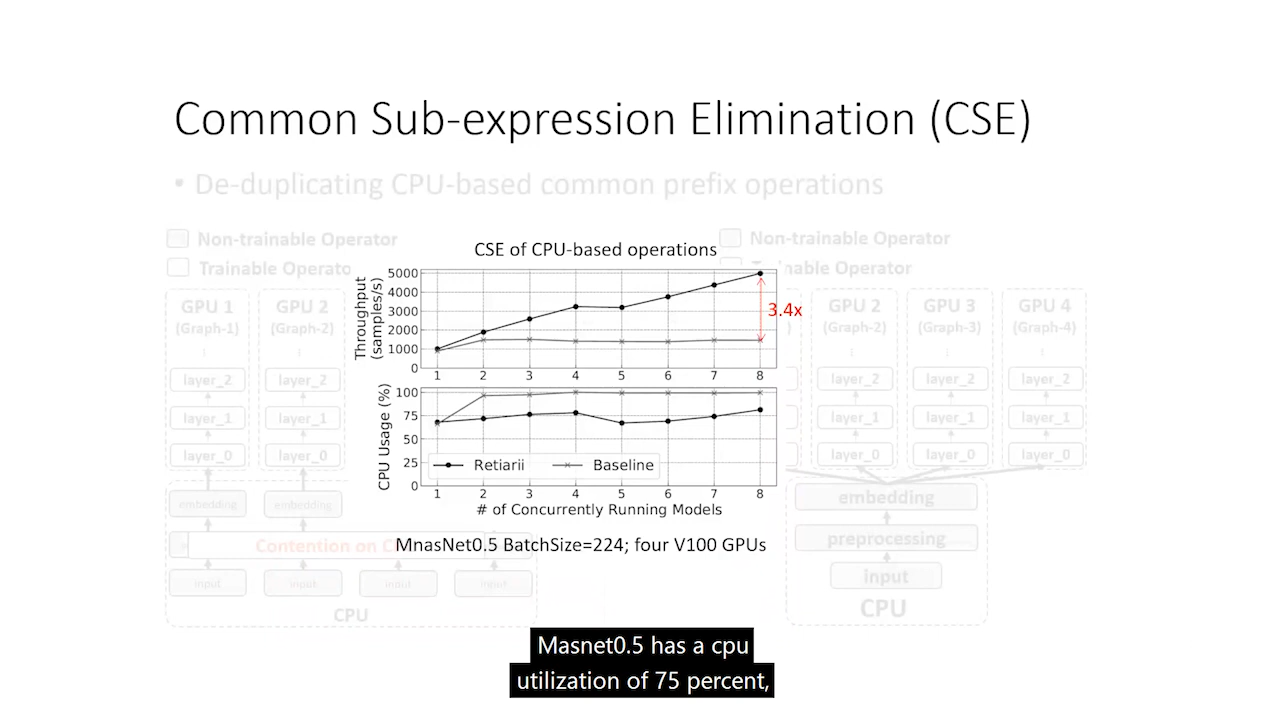 Common Sub-expression Elimination (CSE)
• De-duplicating CPU-based common prefix operations
Non-trainable Operator
Trainable Operato
Non-trainable Operator
nable Operator
GPU 1
(Graph-1)
layer_2
layer_1
layer_0
GPU 2
(Graph-2)
layer_2
layer_1
layer_0
embedding
embedding
Contention on C
input
input
input
input
CPU
CSE of CPU-based operations
Throughput
(samples/s)
5000
4000
3000
2000
1000
0
1 2 3 4 5 6 7 8
3.4x
CPU Usage (%)
100
75
50
25
0
Retiarii Baseline
1 2 3 4 5 6 7 8
# of Concurrently Running Models
MnasNet0.5 BatchSize=224; four V100 GPUs
GPU 2
(Graph-2)
layer_2
layer_1
layer_0
GPU 3
(Graph-3)
layer_2
layer_1
layer_0
GPU 4
(Graph-4)
layer_2
layer_1
layer_0
embedding
preprocessing
input
CPU
Masnet0.5 has a cpu
utilization of 75 percent,